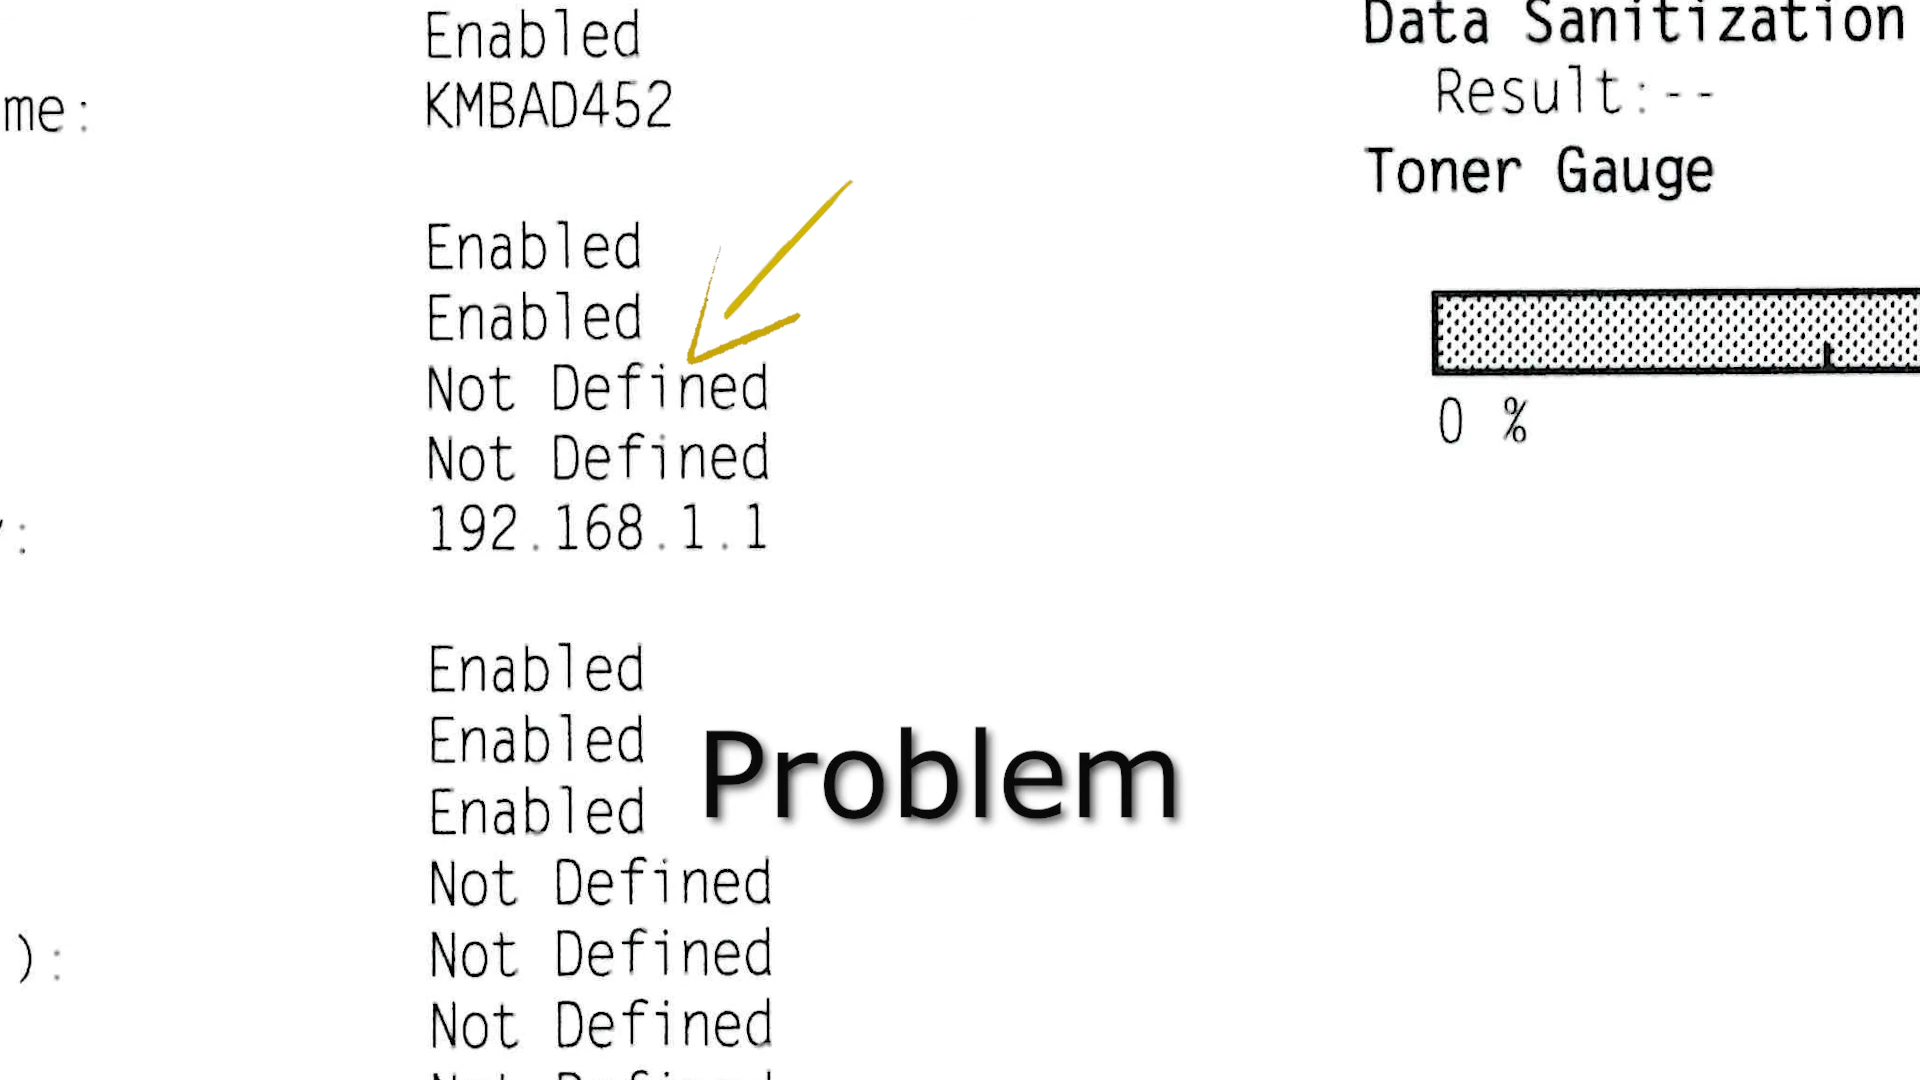 Enabled
me: KMBAD452
Enabled
Enabled
Not Defined
Not Defined
: 192.168.1.1
Enabled
Enabled
Enabled
Not Defined
Not Defined
): 
Not Defined
Problem
Data Sanitization
Result:--
Toner Gauge
0 %